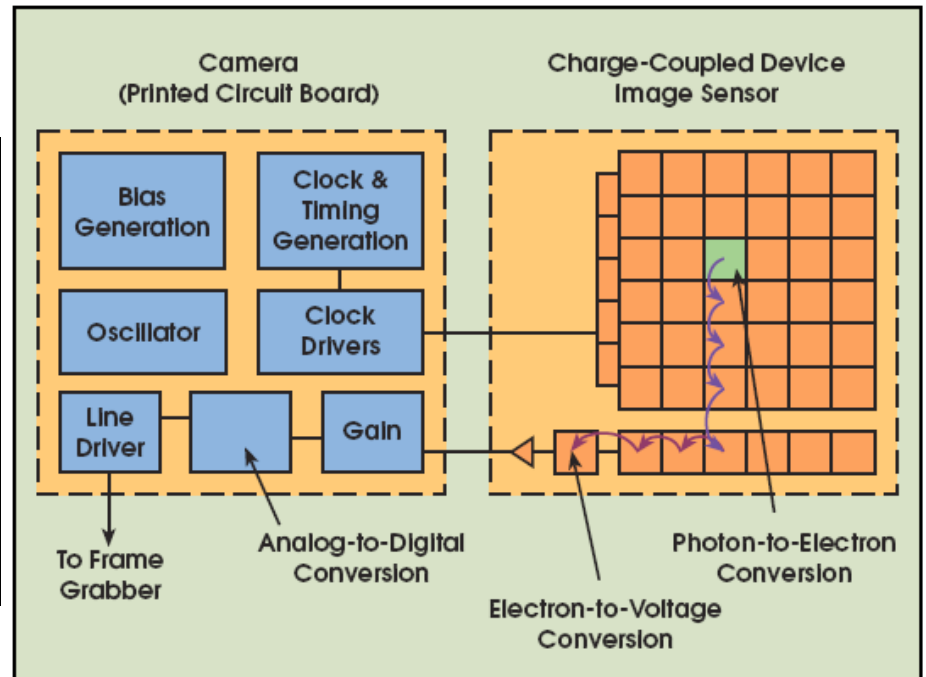 Camera
(Printed Circuit Board)
Charge-Coupled Device
Image Sensor
Bias
Generation
Clock &
Timing
Generation
Oscillator
Clock
Drivers
Line
Driver
Gain
To Frame
Grabber
Analog-to-Digital
Conversion
Electron-to-Voltage
Conversion
Photon-to-Electron
Conversion